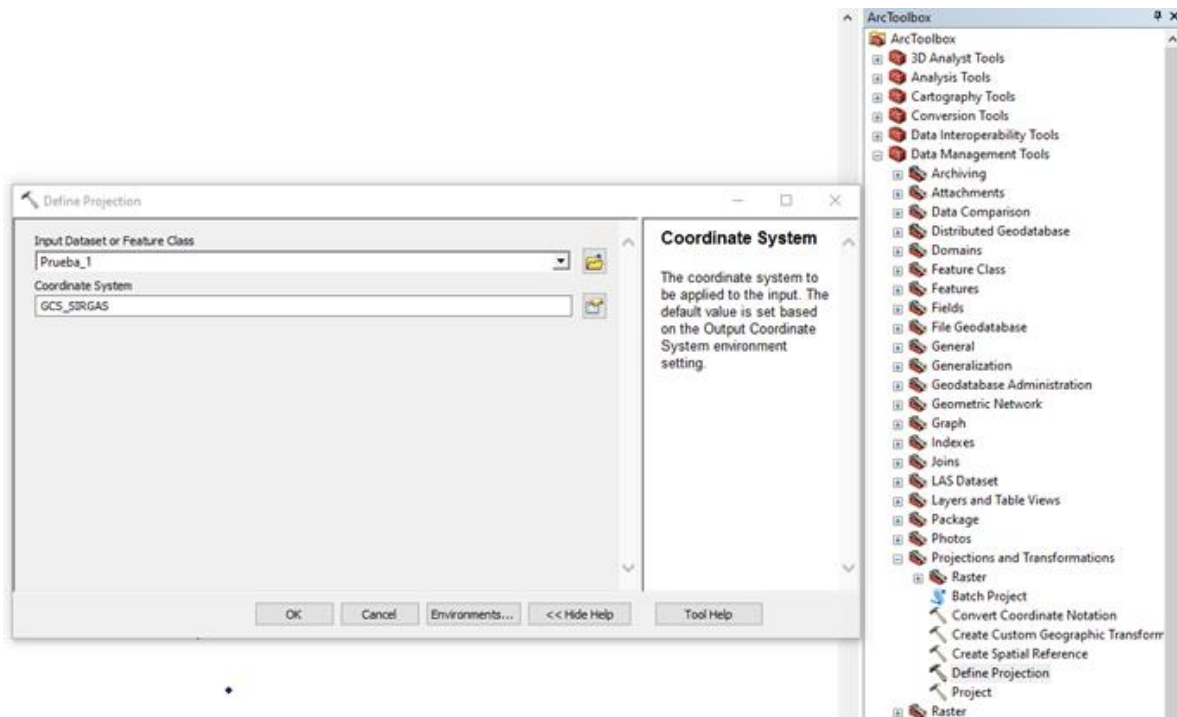 Define Projection
Input Dataset or Feature Class
Prueba_1
Coordinate System
GCS_SIRGAS
OK
Cancel
Environments...
<< Hide Help
Coordinate System
The coordinate system to
be applied to the input. The
default value is set based
on the Output Coordinate
System environment
setting.
Tool Help
ArcToolbox
ArcToolbox
3D Analyst Tools
Analysis Tools
Cartography Tools
Conversion Tools
Data Interoperability Tools
Data Management Tools
Archiving
Attachments
Data Comparison
Distributed Geodatabase
Domains
Feature Class
Features
Fields
File Geodatabase
General
Generalization
Geodatabase Administration
Geometric Network
Graph
Indexes
Joins
LAS Dataset
Layers and Table Views
Package
Photos
Projections and Transformations
Raster
Batch Project
Convert Coordinate Notation
Create Custom Geographic Transform
Create Spatial Reference
Define Projection
Project
Raster